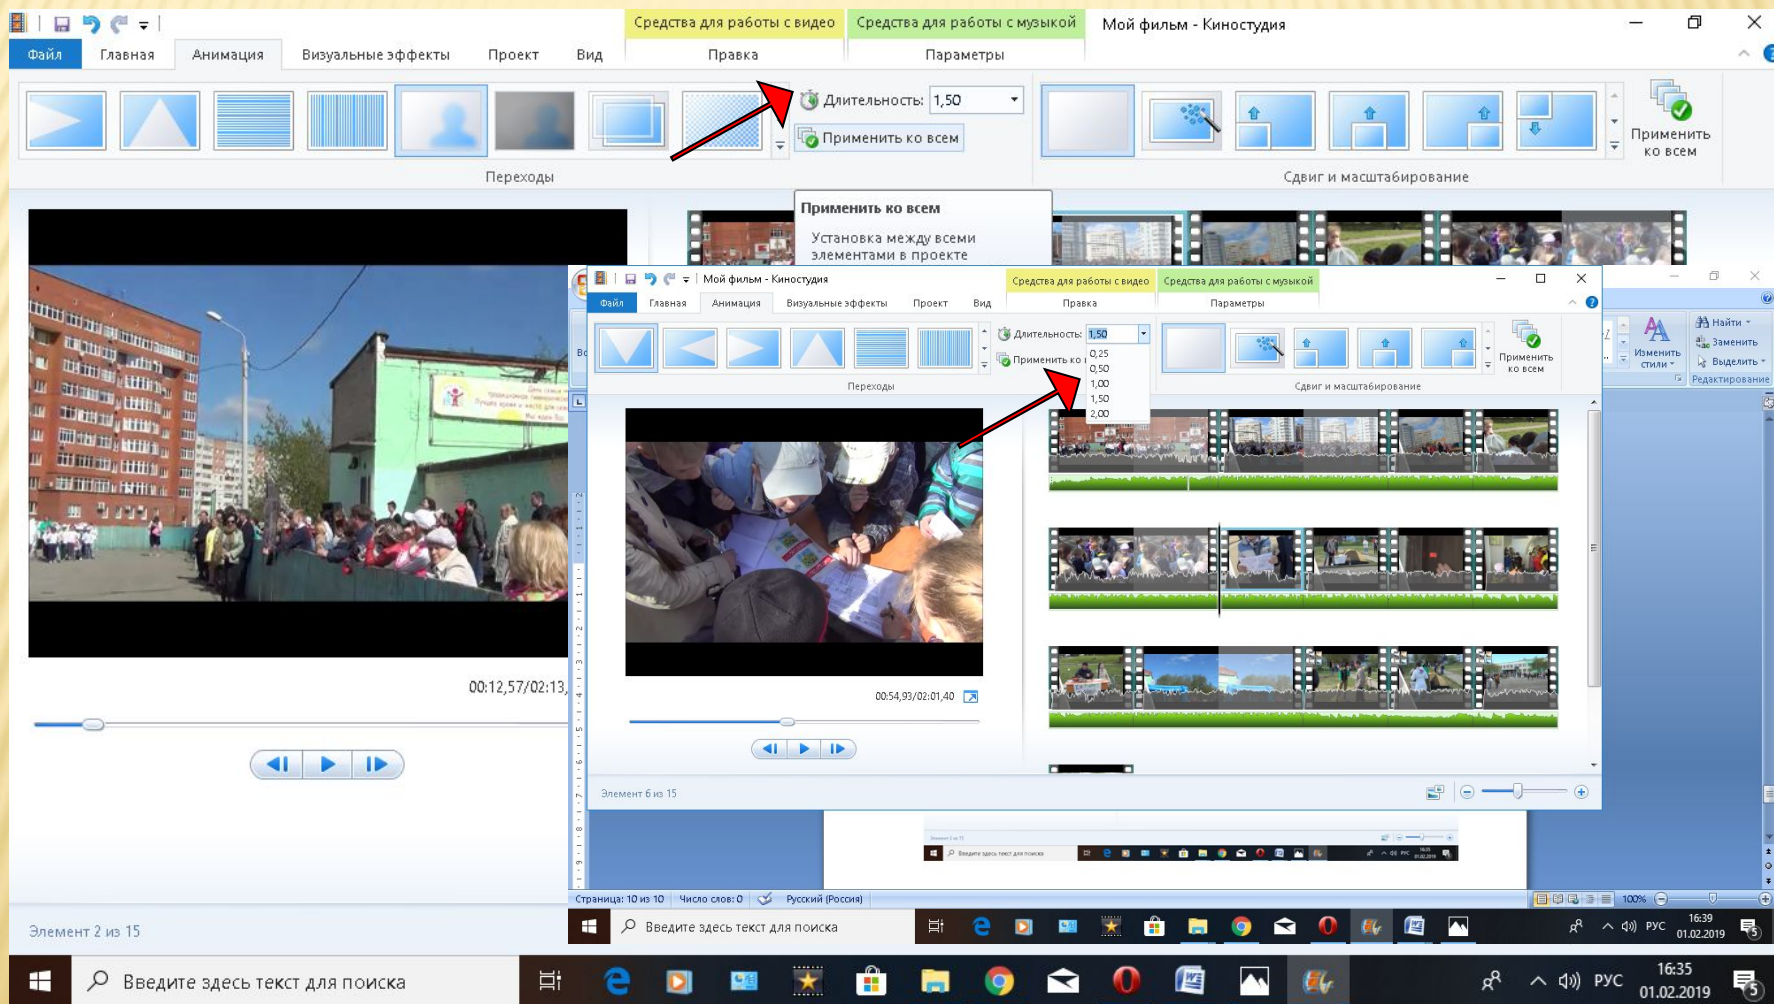 Средства для работы с видео Средства для работы с музыкой Мой фильм - Киностудия
Файл Главная Анимация Визуальные эффекты Проект Вид Правка Параметры
Длительность: 1,50
Применить ко всем
Применить
ко всем
Переходы Сдвиг и масштабирование
Применить ко всем
Установка между всеми
элементами в проекте
00:12,57/02:13,
Элемент 2 из 15
Мой фильм - Киностудия Средства для работы с видео Средства для работы с музыкой
Файл Главная Анимация Визуальные эффекты Проект Вид Правка Параметры
Длительность: 1,50
Применить ко
0,25
0,50
1,00
1,50
2,00
Применить
ко всем
Переходы Сдвиг и масштабирование
00:54,93/02:01,40
Элемент 6 из 15
Найти
Заменить
Выделить
Изменить
стили
Редактирование
Страница: 10 из 10 Число слов: 0 Русский (Россия) 100%
Введите здесь текст для поиска РУС 16:39
01.02.2019
5
Введите здесь текст для поиска РУС 16:35
01.02.2019
5